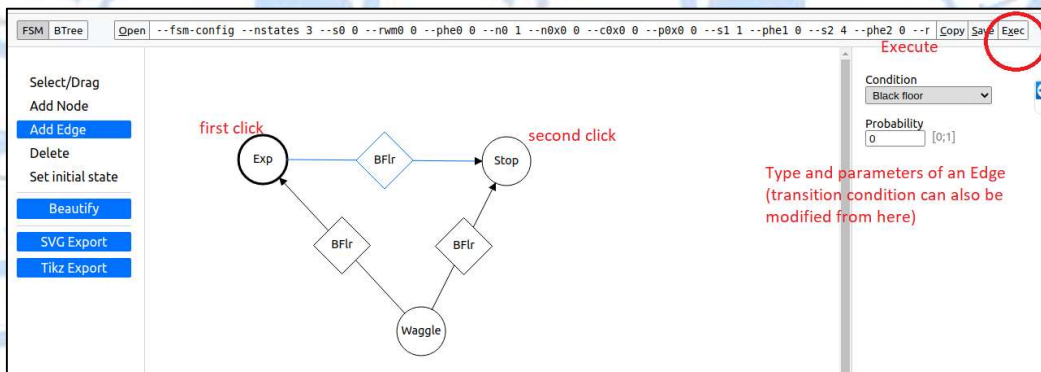 FSM BTree Open --fsm-config --nstates 3 --s0 0 --rwm0 0 --phe0 0 --n0 1 --n0x0 0 --c0x0 0 --p0x0 0 --s1 1 --phe1 0 --s2 4 --phe2 0 --r Copy Save Exec
Execute
Select/Drag
Add Node
Add Edge
Delete
Set initial state
Beautify
SVG Export
Tikz Export
first click
second click
Exp
BFlr
Stop
BFlr
BFlr
Waggle
Condition
Black floor
Probability
0 [0;1]
Type and parameters of an Edge
(transition condition can also be
modified from here)